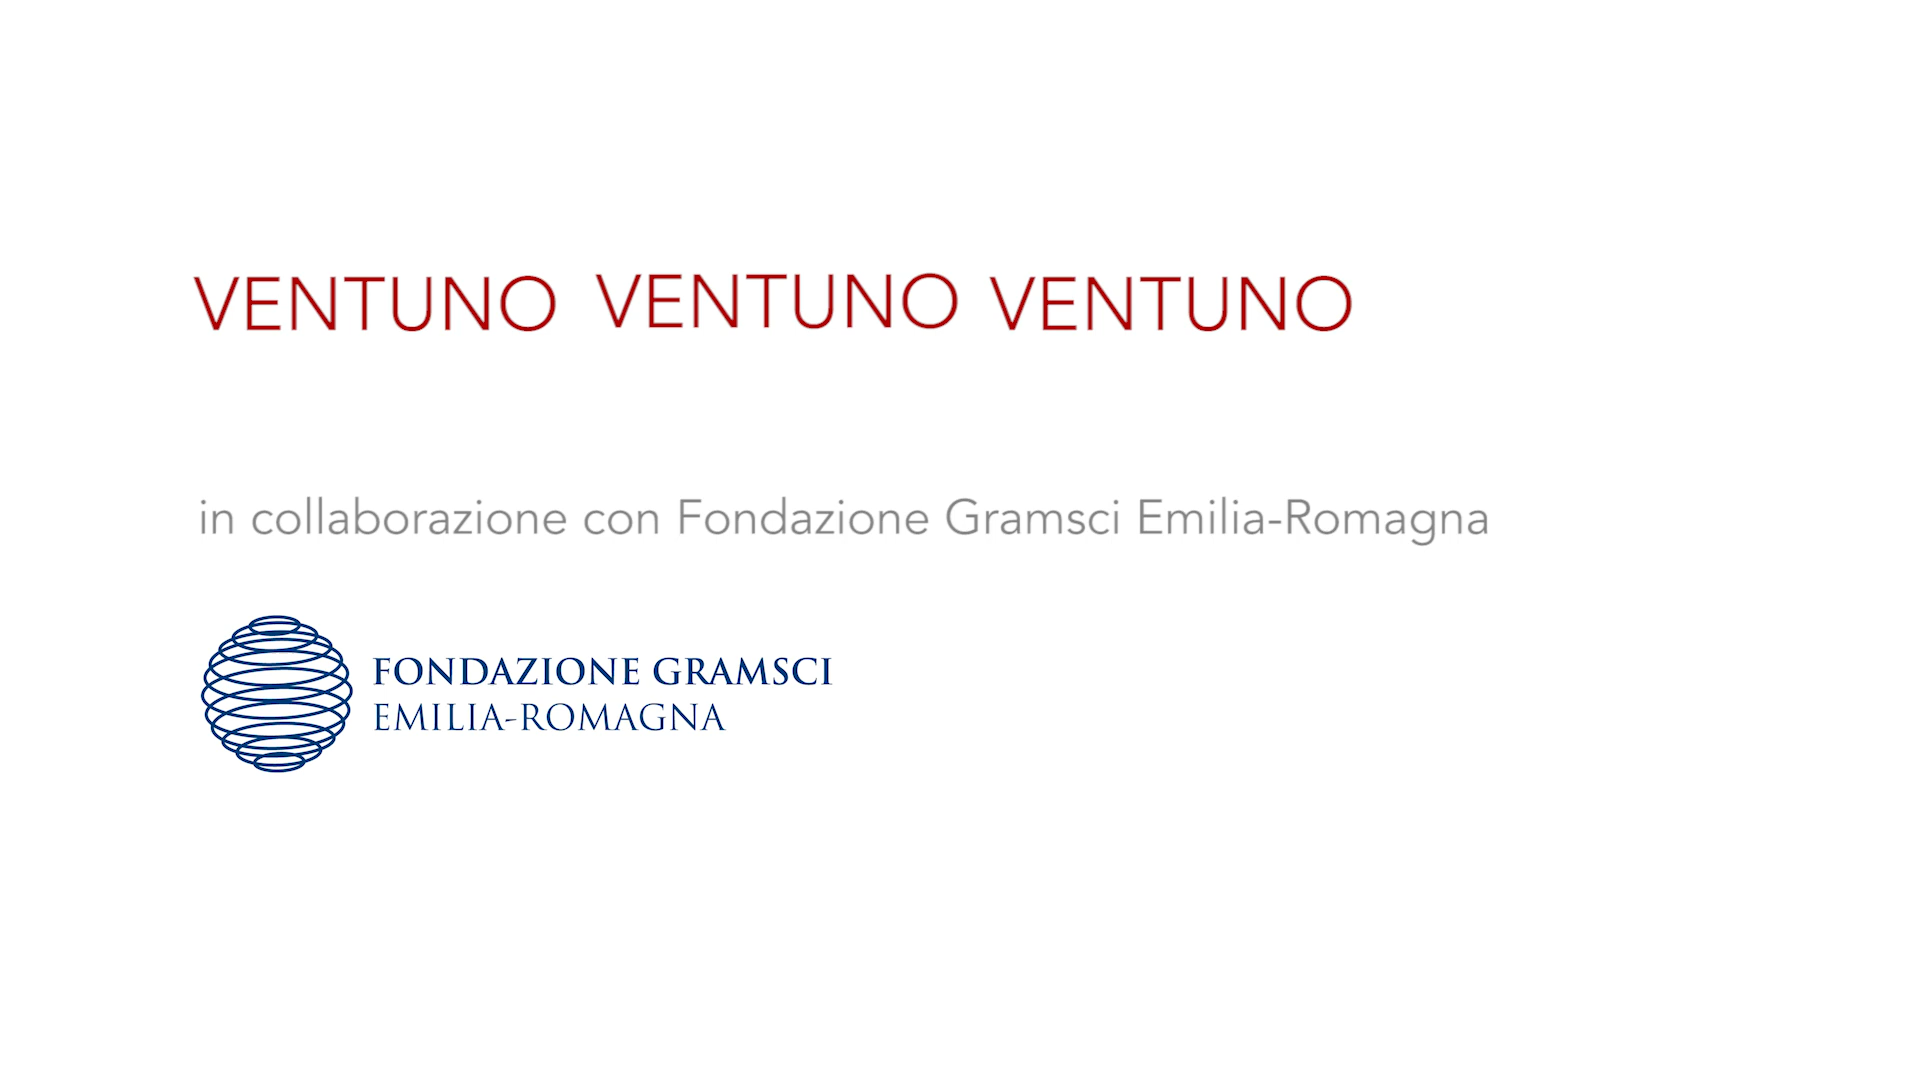 VENTUNO VENTUNO VENTUNO
in collaborazione con Fondazione Gramsci Emilia-Romagna
FONDAZIONE GRAMSCI
EMILIA-ROMAGNA